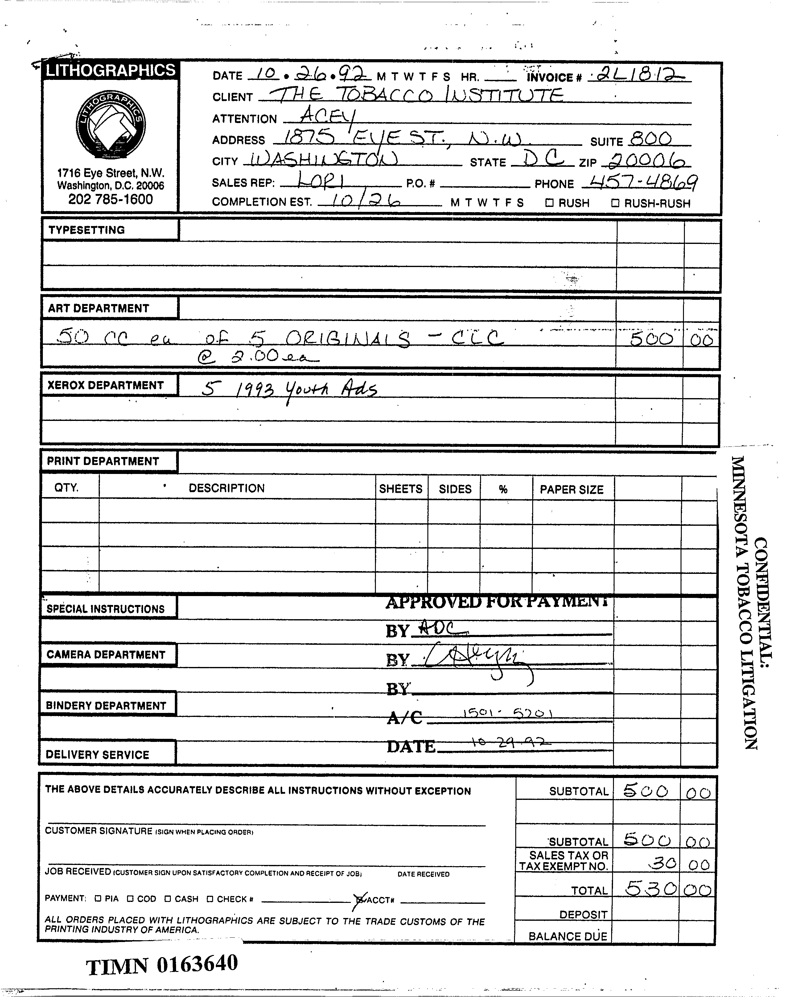 LITHOGRAPHICS
LITHOGRAPHICS
1716 Eye Street, N.W.
Washington, D.C. 20006
202 785-1600
DATE 10 • 26 • 92 M T W T F S HR. INVOICE # 2L1812
CLIENT THE TOBACCO INSTITUTE
ATTENTION ACEY
ADDRESS 1875 EYE ST., N.W SUITE 800
CITY WASHINGTON STATE DC ZIP 20006
SALES REP: LORI P.O. # PHONE 457-4869
COMPLETION EST. 10/26 M T W T F S ☐ RUSH ☐ RUSH-RUSH
TYPESETTING
ART DEPARTMENT
50 CC ea of 5 ORIGINALS - CLC 500 00
@ 2.00 ea
XEROX DEPARTMENT 5 1993 Youth Ads
PRINT DEPARTMENT
QTY. DESCRIPTION SHEETS SIDES % PAPER SIZE
SPECIAL INSTRUCTIONS
APPROVED FOR PAYMENT
BY ADC
CAMERA DEPARTMENT
BY
BY
BINDERY DEPARTMENT
A/C 1501-5201
DATE 10 29 92
DELIVERY SERVICE
THE ABOVE DETAILS ACCURATELY DESCRIBE ALL INSTRUCTIONS WITHOUT EXCEPTION
SUBTOTAL 500 00
CUSTOMER SIGNATURE (SIGN WHEN PLACING ORDER)
SUBTOTAL 500 00
SALES TAX OR
TAX EXEMPT NO. 30 00
JOB RECEIVED (CUSTOMER SIGN UPON SATISFACTORY COMPLETION AND RECEIPT OF JOB) DATE RECEIVED
TOTAL 530 00
PAYMENT: ☐ PIA ☐ COD ☐ CASH ☐ CHECK # ACCT#
DEPOSIT
ALL ORDERS PLACED WITH LITHOGRAPHICS ARE SUBJECT TO THE TRADE CUSTOMS OF THE
PRINTING INDUSTRY OF AMERICA.
BALANCE DUE
TIMN 0163640
CONFIDENTIAL:
MINNESOTA TOBACCO LITIGATION